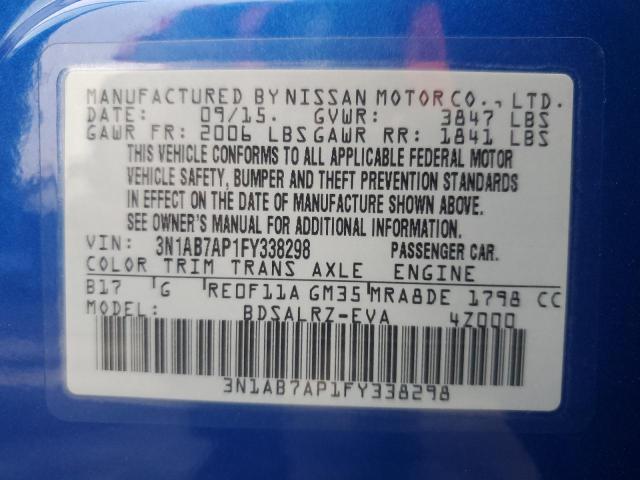 MANUFACTURED BY NISSAN MOTOR CO., LTD.
DATE: 09/15. GVWR: 3847 LBS
GAWR FR: 2006 LBS GAWR RR: 1841 LBS
THIS VEHICLE CONFORMS TO ALL APPLICABLE FEDERAL MOTOR
VEHICLE SAFETY, BUMPER AND THEFT PREVENTION STANDARDS
IN EFFECT ON THE DATE OF MANUFACTURE SHOWN ABOVE.
SEE OWNER'S MANUAL FOR ADDITIONAL INFORMATION.
VIN: 3N1AB7AP1FY338298 PASSENGER CAR.
COLOR TRIM TRANS AXLE ENGINE
B17 G RE0F11A GM35 MRA8DE 1798 CC
BDSALRZ-EVA 4Z000
3N1AB7AP1FY338298